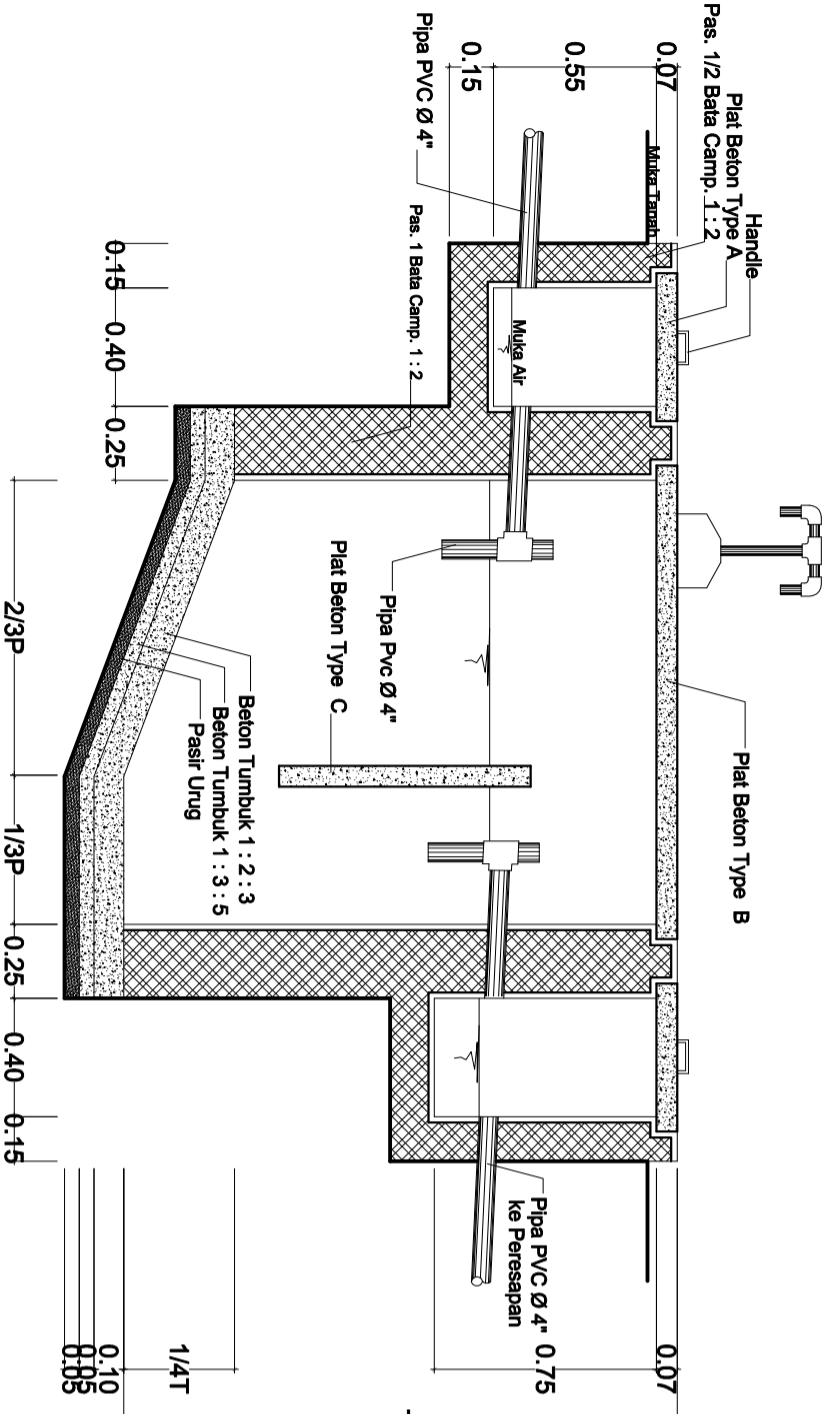 Handle
Plat Beton Type A
Pas. 1/2 Bata Camp. 1 : 2
Plat Beton Type B
0.07
0.55
0.15
Muka Tanah
Muka Air
Pipa PVC Ø 4"
Pas. 1 Bata Camp. 1 : 2
Pipa Pvc Ø 4"
Plat Beton Type C
Pipa PVC Ø 4"
ke Peresapan
Beton Tumbuk 1 : 2 : 3
Beton Tumbuk 1 : 3 : 5
Pasir Urug
0.07
0.75
1/4T
0.10
0.05
0.05
0.15
0.40
0.25
2/3P
1/3P
0.25
0.40
0.15